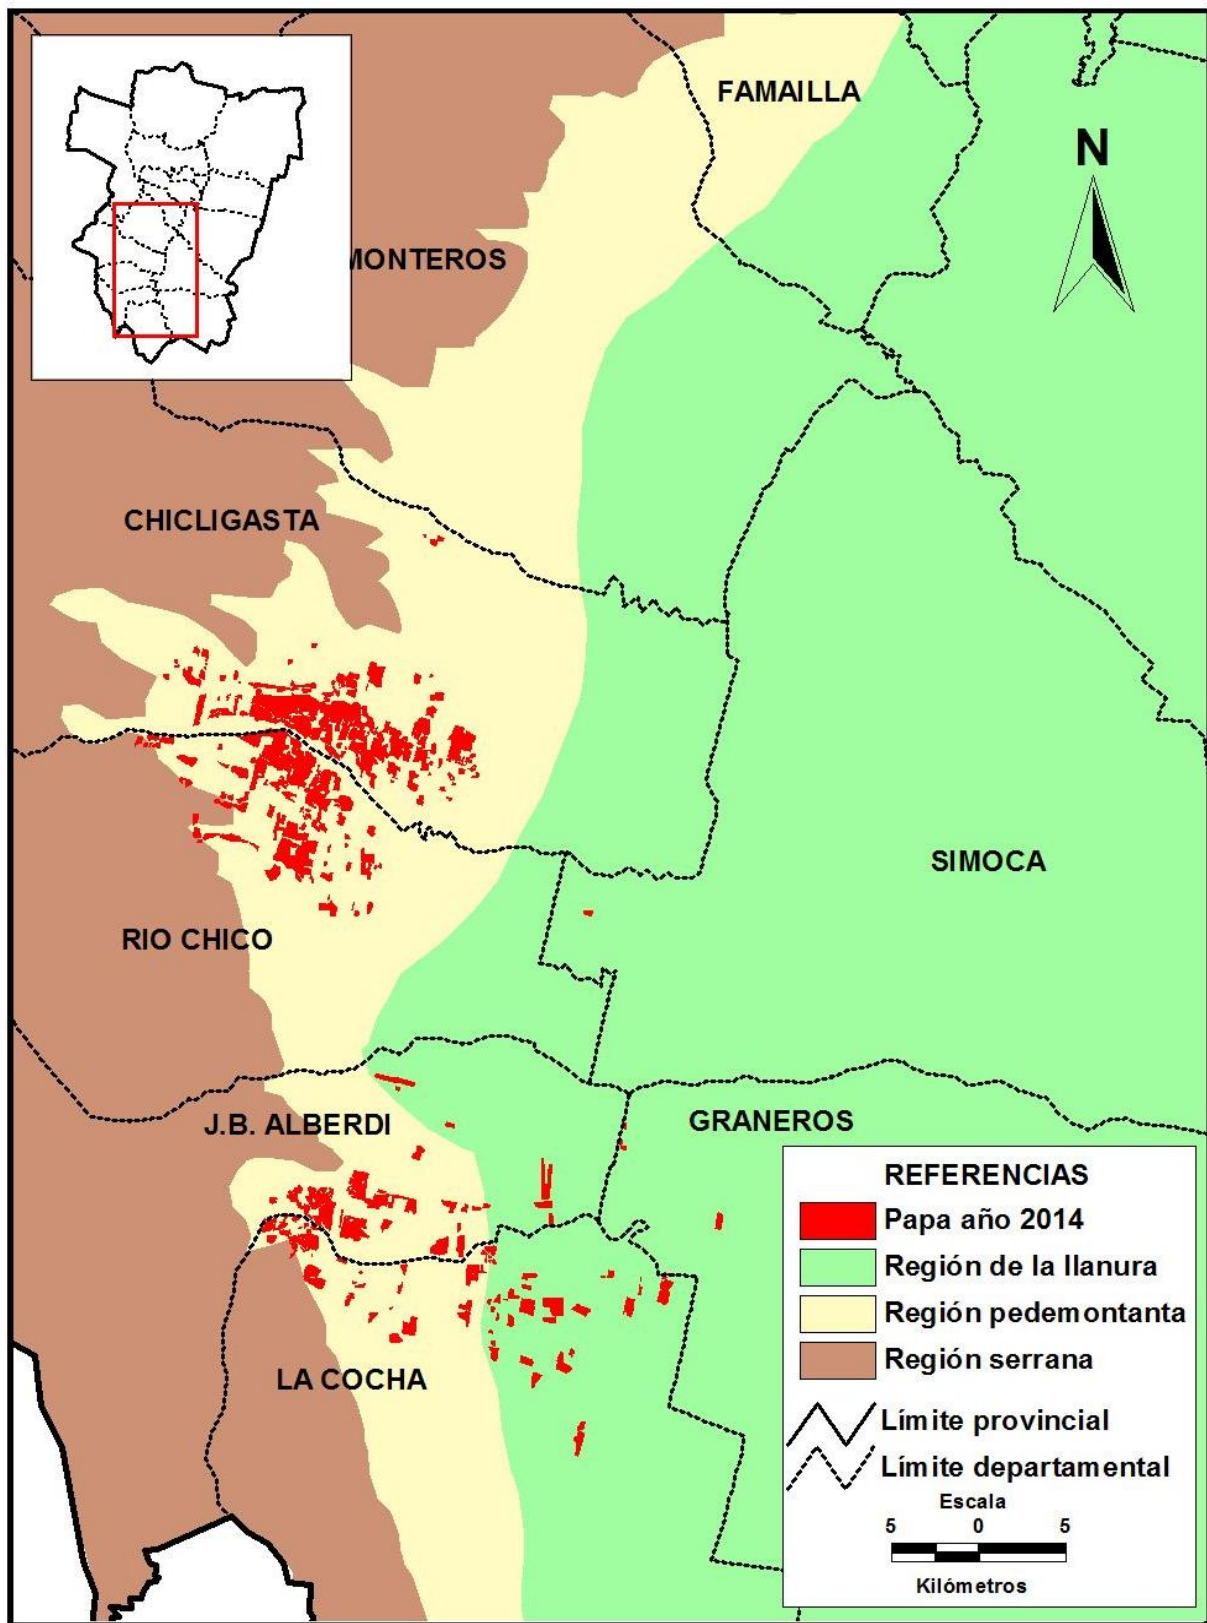 FAMAILLA
N
MONTEROS
CHICLIGASTA
SIMOCA
RIO CHICO
J.B. ALBERDI
GRANEROS
LA COCHA
REFERENCIAS
Papa año 2014
Región de la llanura
Región pedemontanta
Región serrana
Límite provincial
Límite departamental
Escala
5 0 5
Kilómetros